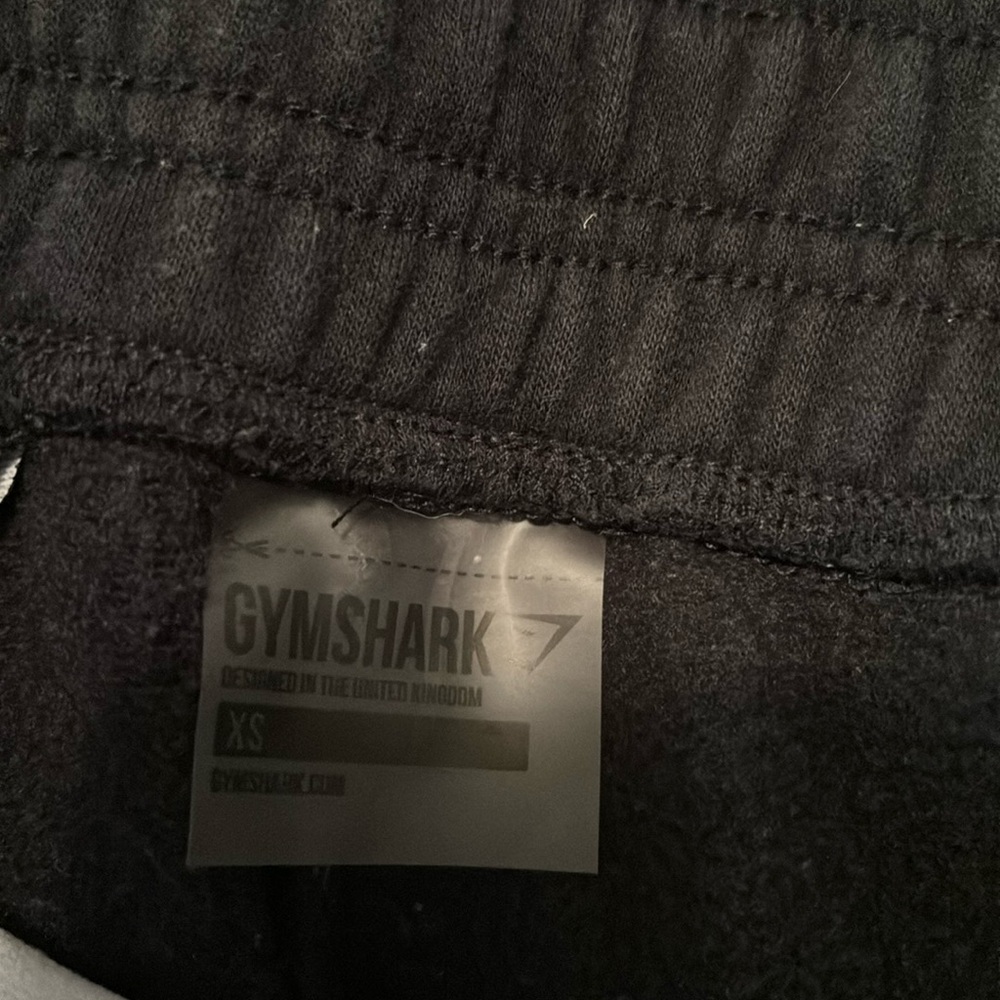 GYMSHARK
DESIGNED IN THE UNITED KINGDOM
XS
GYMSHARK.COM